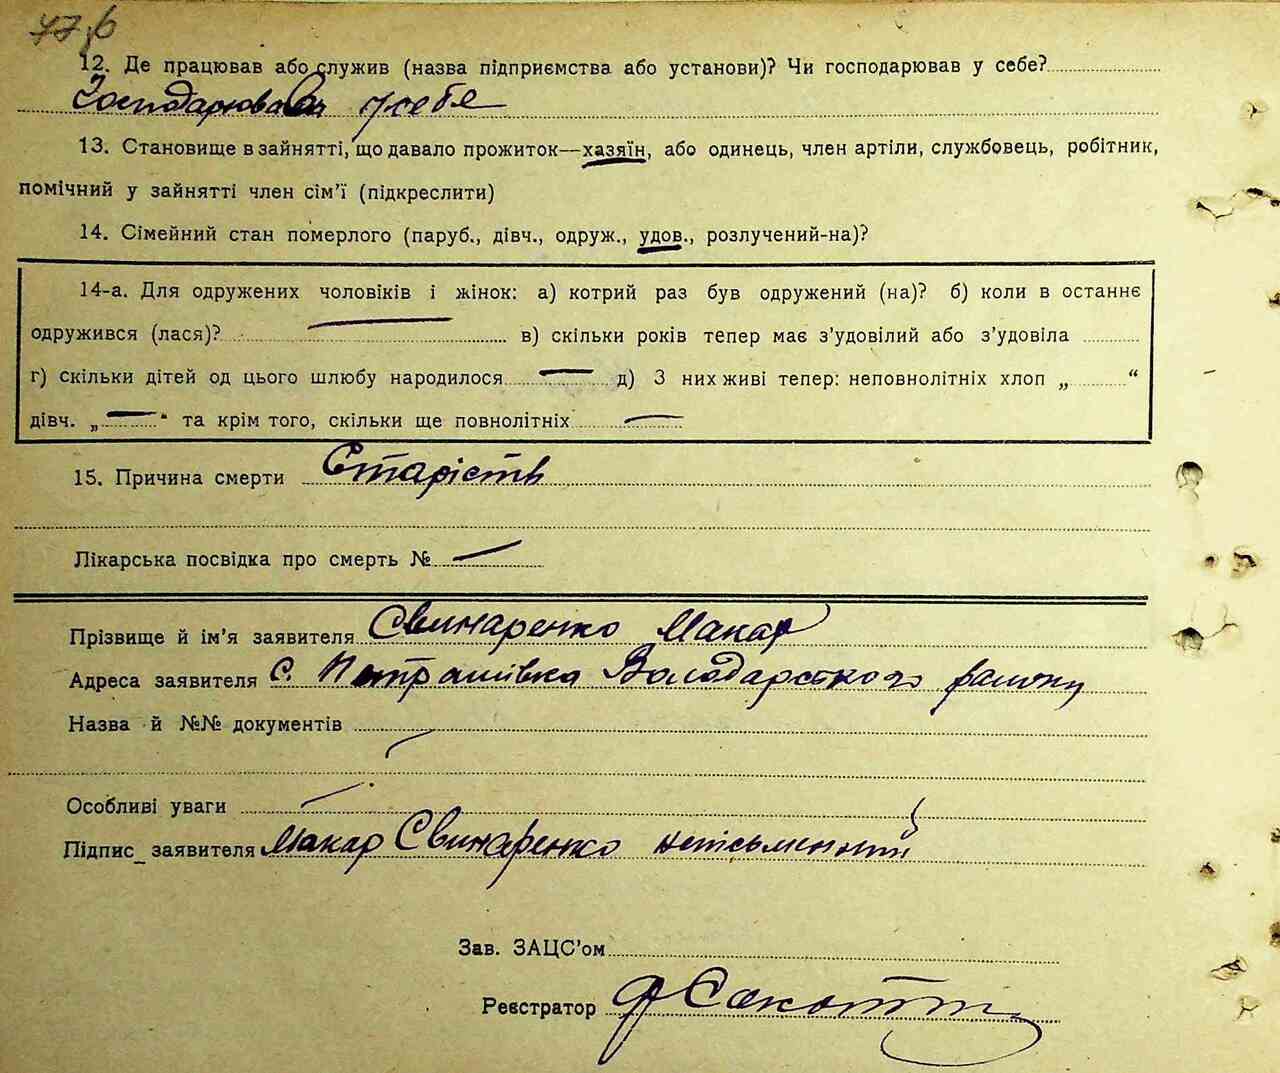 12. Де працював або служив (назва підприємства або установи)? Чи господарював у себе?
Господарював у себе
13. Становище в зайнятті, що давало прожиток—хазяїн, або одинець, член артіли, службовець, робітник,
помічний у зайнятті член сім'ї (підкреслити)
14. Сімейний стан померлого (паруб., дівч., одруж., удов., розлучений-на)?
14-а. Для одружених чоловіків і жінок: а) котрий раз був одружений (на)? б) коли в останнє
одружився (лася)? — в) скільки років тепер має з'удовілий або з'удовіла
г) скільки дітей од цього шлюбу народилося — д) З них живі тепер: неповнолітніх хлоп „ “
дівч. „ — “ та крім того, скільки ще повнолітніх —
15. Причина смерти Старість
Лікарська посвідка про смерть № —
Прізвище й ім'я заявителя Свинаренко Макар
Адреса заявителя с. Петрашівка Володарського району
Назва й №№ документів —
Особливі уваги —
Підпис заявителя Макар Свинаренко неписьменний
Зав. ЗАЦС'ом
Реєстратор